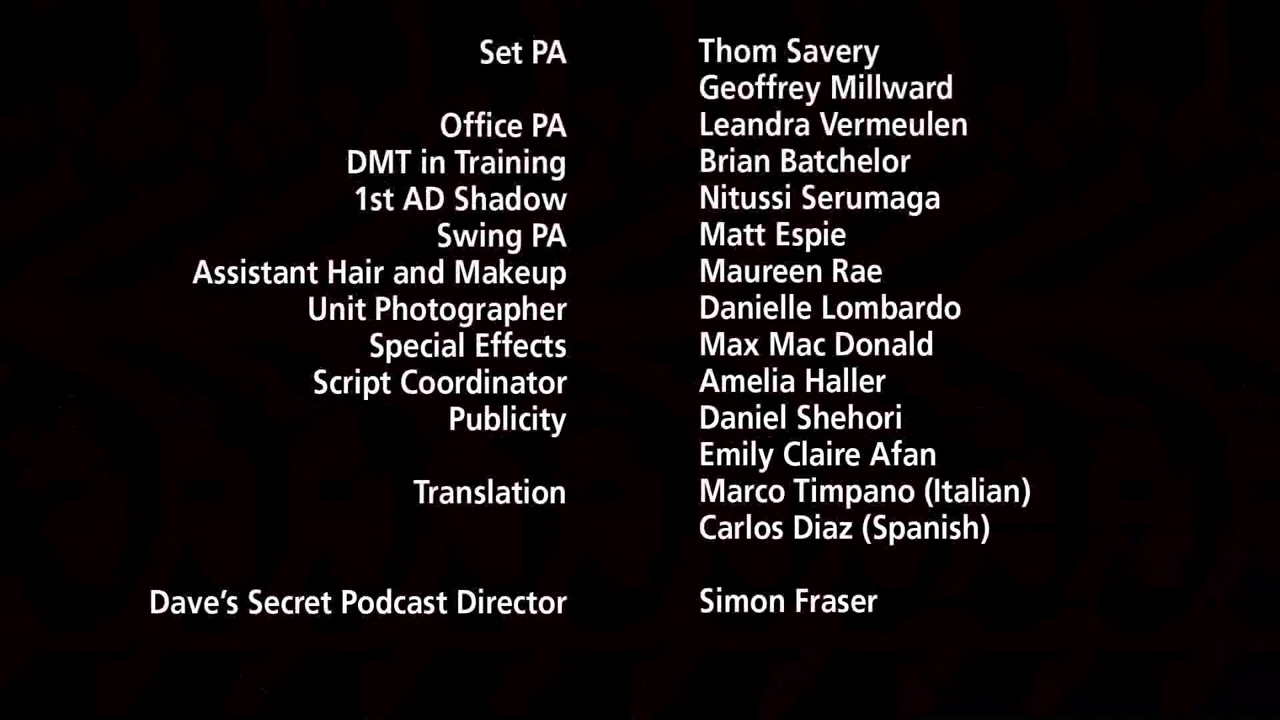 Set PA Thom Savery
Geoffrey Millward
Office PA Leandra Vermeulen
DMT in Training Brian Batchelor
1st AD Shadow Nitussi Serumaga
Swing PA Matt Espie
Assistant Hair and Makeup Maureen Rae
Unit Photographer Danielle Lombardo
Special Effects Max Mac Donald
Script Coordinator Amelia Haller
Publicity Daniel Shehori
Emily Claire Afan
Translation Marco Timpano (Italian)
Carlos Diaz (Spanish)
Dave's Secret Podcast Director Simon Fraser